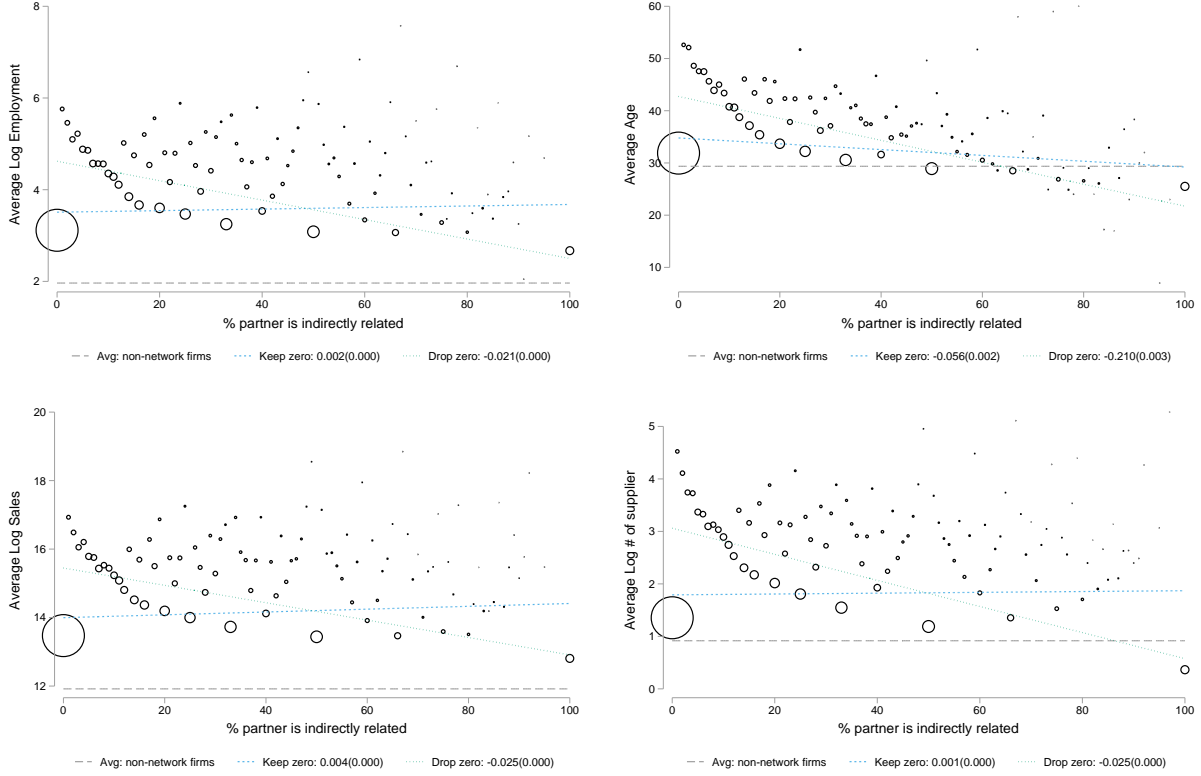 8
6
4
2
Average Log Employment
0 20 40 60 80 100
% partner is indirectly related
Avg: non-network firms Keep zero: 0.002(0.000) Drop zero: -0.021(0.000)
60
50
40
30
20
10
Average Age
0 20 40 60 80 100
% partner is indirectly related
Avg: non-network firms Keep zero: -0.056(0.002) Drop zero: -0.210(0.003)
20
18
16
14
12
Average Log Sales
0 20 40 60 80 100
% partner is indirectly related
Avg: non-network firms Keep zero: 0.004(0.000) Drop zero: -0.025(0.000)
5
4
3
2
1
0
Average Log # of supplier
0 20 40 60 80 100
% partner is indirectly related
Avg: non-network firms Keep zero: 0.001(0.000) Drop zero: -0.025(0.000)